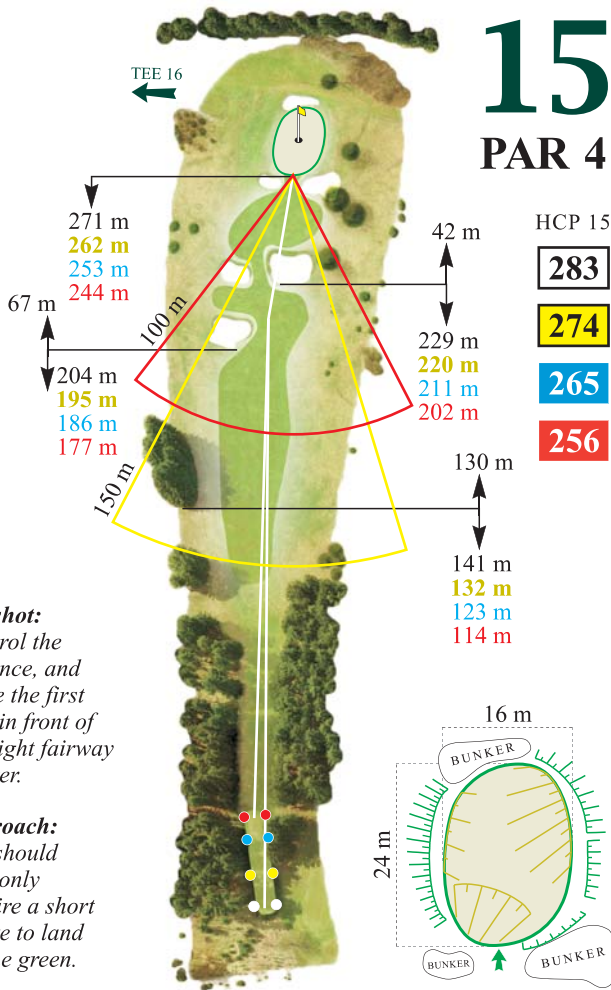 15
PAR 4
TEE 16
HCP 15
283
274
265
256
271 m
262 m
253 m
244 m
42 m
229 m
220 m
211 m
202 m
67 m
204 m
195 m
186 m
177 m
100 m
150 m
130 m
141 m
132 m
123 m
114 m
hot:
rol the
nce, and
e the first
in front of
ight fairway
er.
roach:
should
only
ire a short
e to land
e green.
16 m
24 m
BUNKER
BUNKER
BUNKER